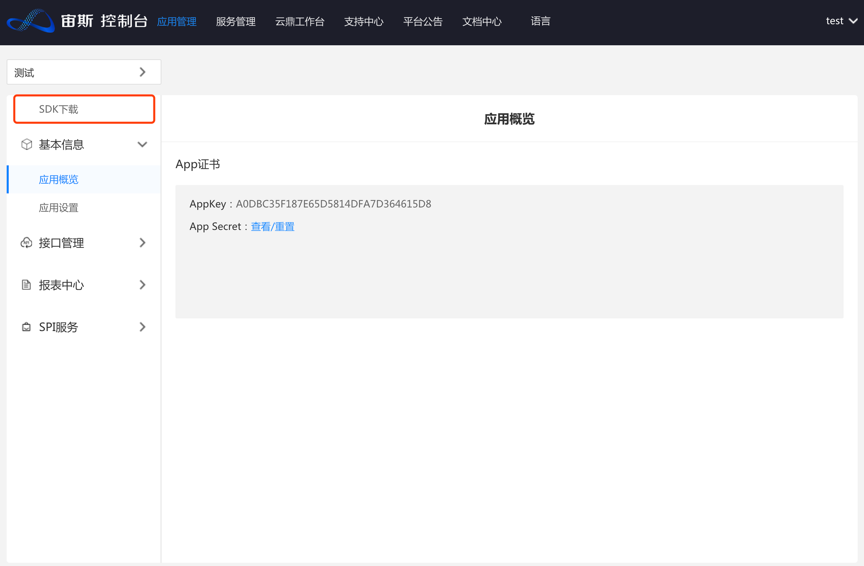 宙斯 控制台 应用管理 服务管理 云鼎工作台 支持中心 平台公告 文档中心 语言 test
测试
SDK下载
基本信息
应用概览
应用设置
接口管理
报表中心
SPI服务
应用概览
App证书
AppKey：A0DBC35F187E65D5814DFA7D364615D8
App Secret：查看/重置